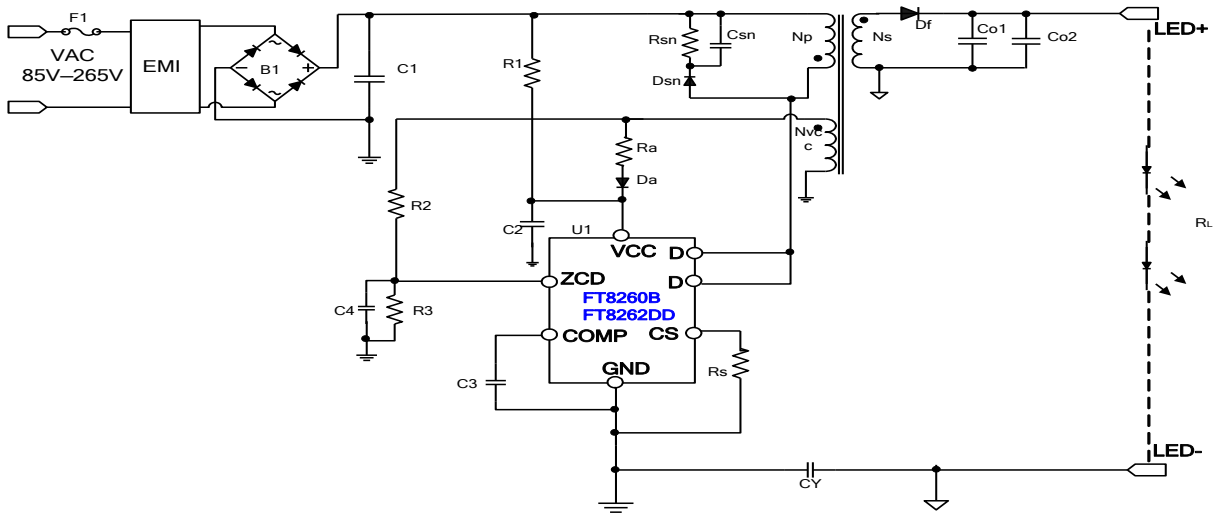 F1
VAC
85V–265V
EMI
B1
C1
R1
Rsn
Csn
Dsn
Np
Ns
Df
Co1
Co2
LED+
Nvc
c
Ra
Da
R2
C2
U1
VCC
D
D
ZCD
FT8260B
FT8262DD
COMP
CS
GND
C4
R3
C3
Rs
RL
CY
LED-